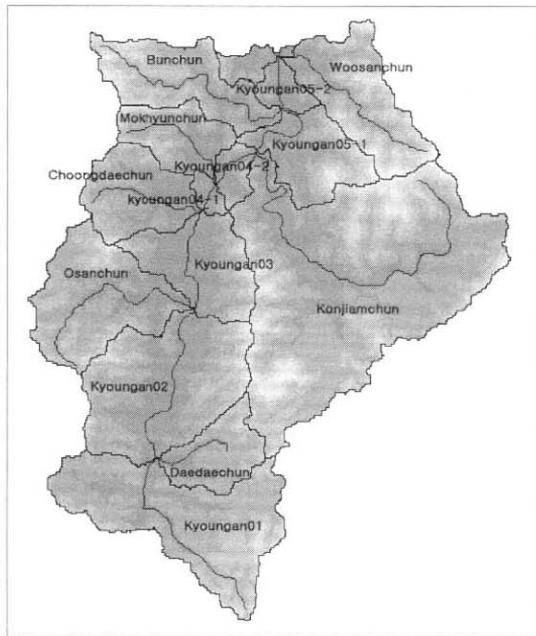 Bunchun
Woosanchun
Kyoungan05-2
Mokhyunchun
Kyoungan05-1
Kyoungan04-2
Choongdaechun
kyoungan04-1
Kyoungan03
Osanchun
Konjiamchun
Kyoungan02
Daedaechun
Kyoungan01